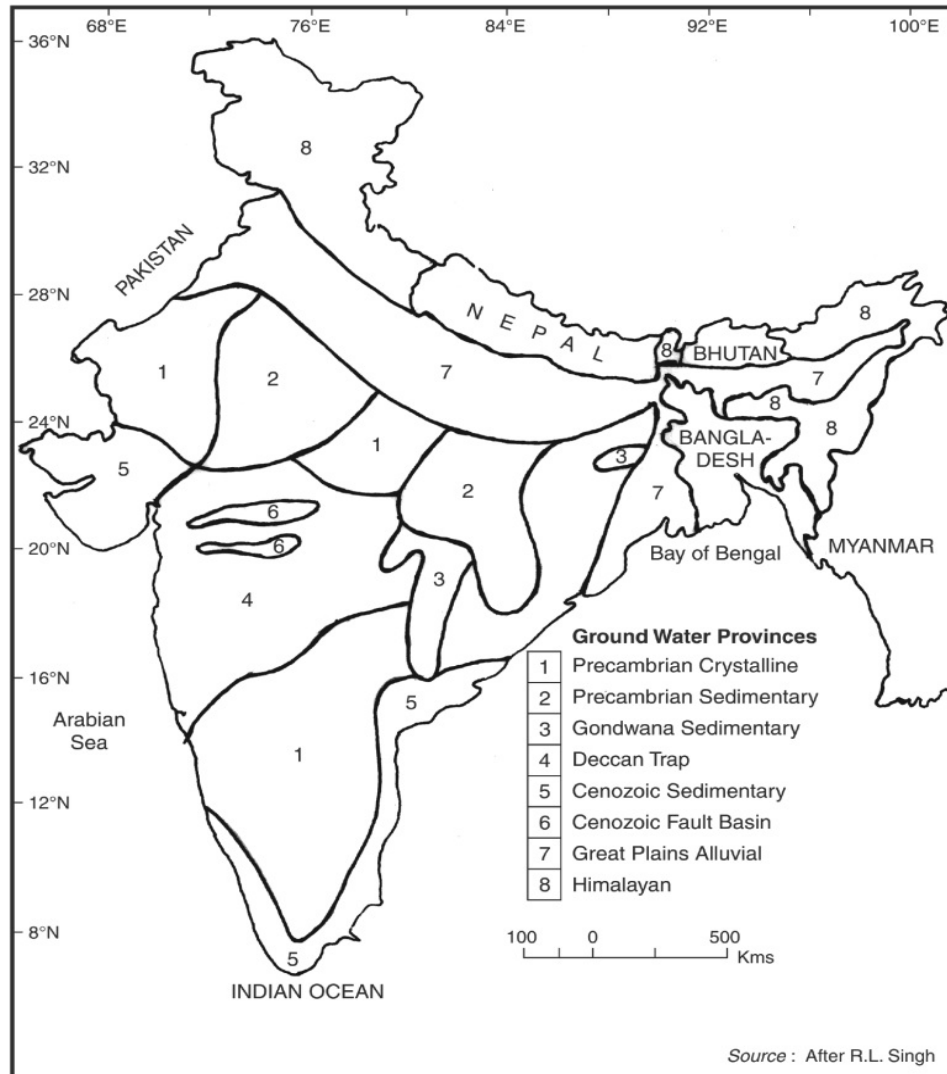 68°E 76°E 84°E 92°E 100°E
36°N
8
32°N
PAKISTAN
28°N
NEPAL
8
8
BHUTAN
1
2
7
7
24°N
8
8
1
BANGLA-
DESH
5
3
2
7
6
20°N
6
Bay of Bengal
MYANMAR
3
4
Ground Water Provinces
1 Precambrian Crystalline
2 Precambrian Sedimentary
3 Gondwana Sedimentary
4 Deccan Trap
5 Cenozoic Sedimentary
6 Cenozoic Fault Basin
7 Great Plains Alluvial
8 Himalayan
16°N
5
Arabian
Sea
1
12°N
8°N
100 0 500
Kms
5
INDIAN OCEAN
Source : After R.L. Singh